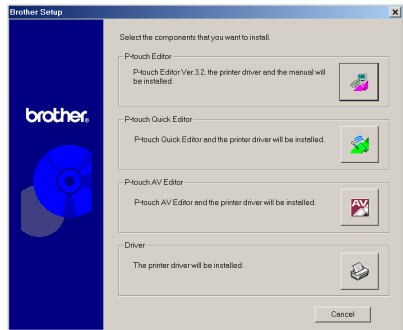 Brother Setup
Select the components that you want to install.
P-touch Editor
P-touch Editor Ver.3.2, the printer driver and the manual will
be installed.
brother®
P-touch Quick Editor
P-touch Quick Editor and the printer driver will be installed.
P-touch AV Editor
P-touch AV Editor and the printer driver will be installed.
AV
Driver
The printer driver will be installed.
Cancel